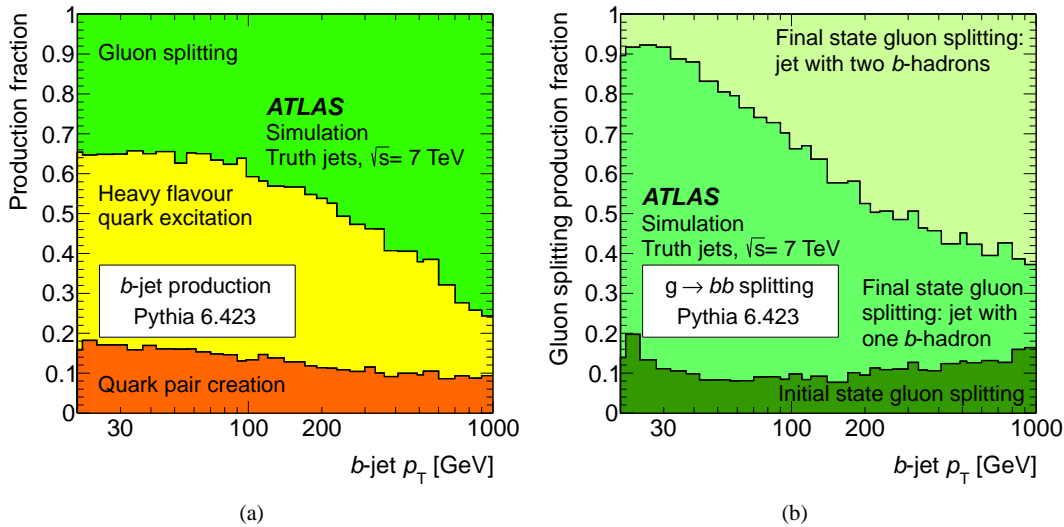 Production fraction
1
0.9
0.8
0.7
0.6
0.5
0.4
0.3
0.2
0.1
0
Gluon splitting
ATLAS
Simulation
Truth jets, √s= 7 TeV
Heavy flavour
quark excitation
b-jet production
Pythia 6.423
Quark pair creation
30 100 200 1000
b-jet pT [GeV]
(a)
Gluon splitting production fraction
1
0.9
0.8
0.7
0.6
0.5
0.4
0.3
0.2
0.1
0
Final state gluon splitting:
jet with two b-hadrons
ATLAS
Simulation
Truth jets, √s= 7 TeV
g → bb splitting
Pythia 6.423
Final state gluon
splitting: jet with
one b-hadron
Initial state gluon splitting
30 100 200 1000
b-jet pT [GeV]
(b)